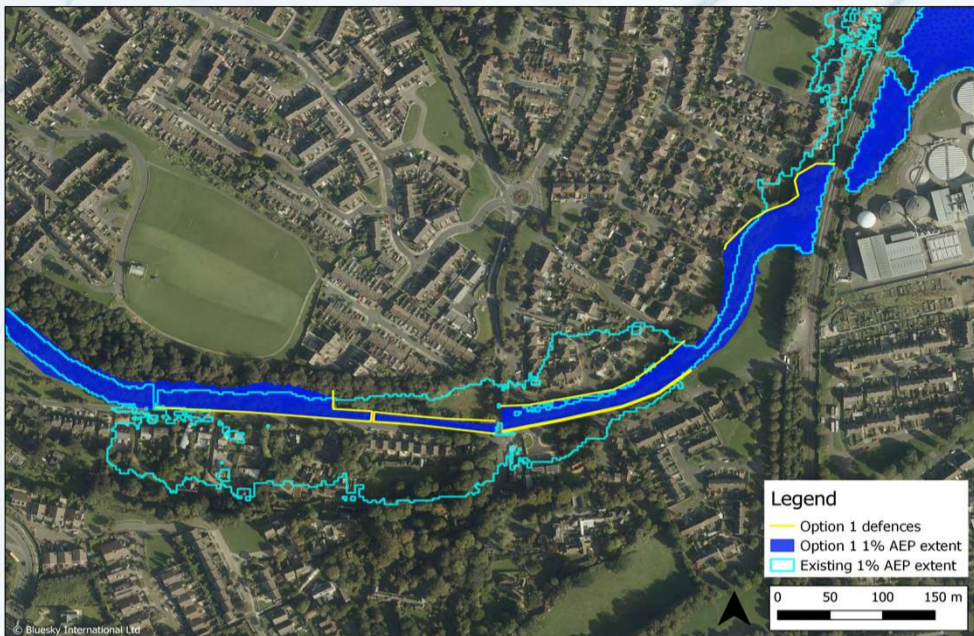 Legend
Option 1 defences
Option 1 1% AEP extent
Existing 1% AEP extent
0 50 100 150 m
© Bluesky International Ltd